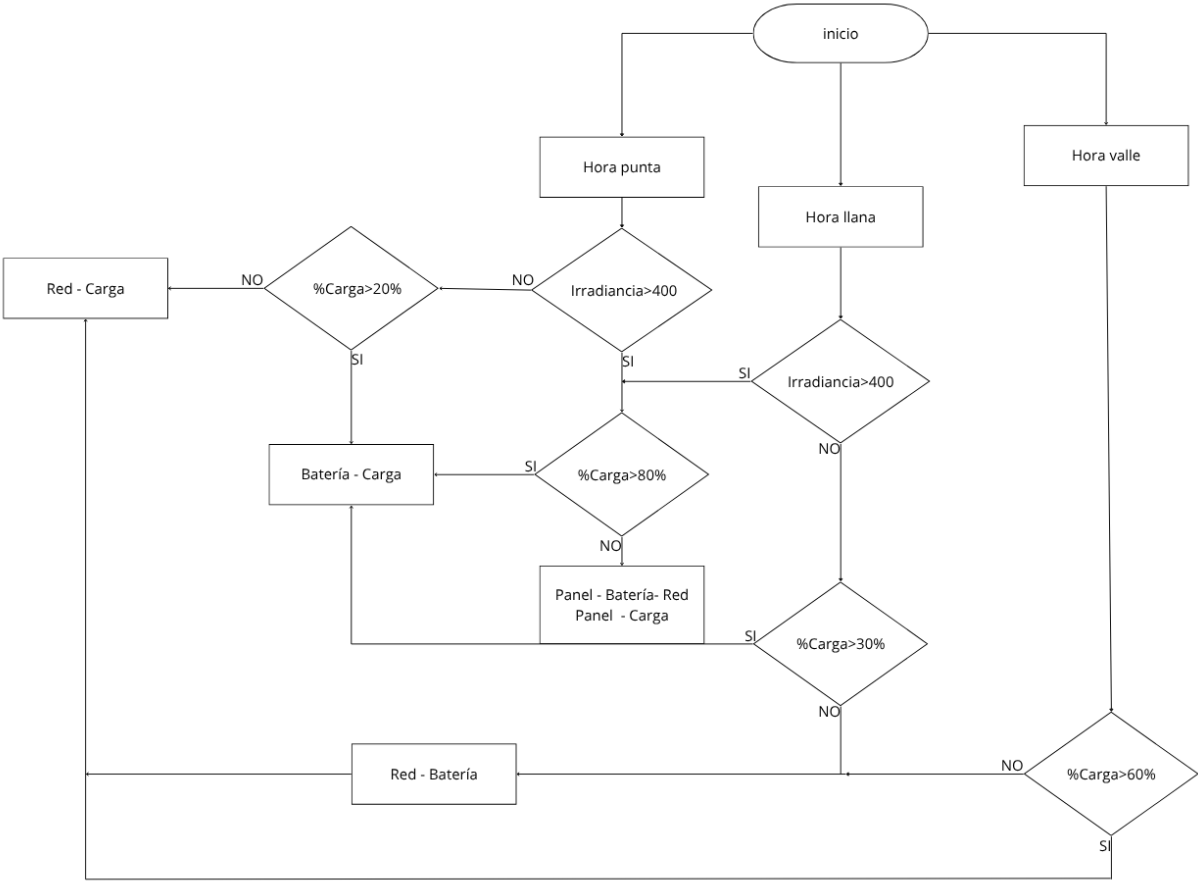 inicio
Hora punta
Hora valle
Hora llana
Red - Carga
NO
%Carga>20%
NO
Irradiancia>400
SI
SI
SI
Irradiancia>400
NO
Batería - Carga
SI
%Carga>80%
NO
Panel - Batería- Red
Panel - Carga
SI
%Carga>30%
NO
Red - Batería
NO
%Carga>60%
SI